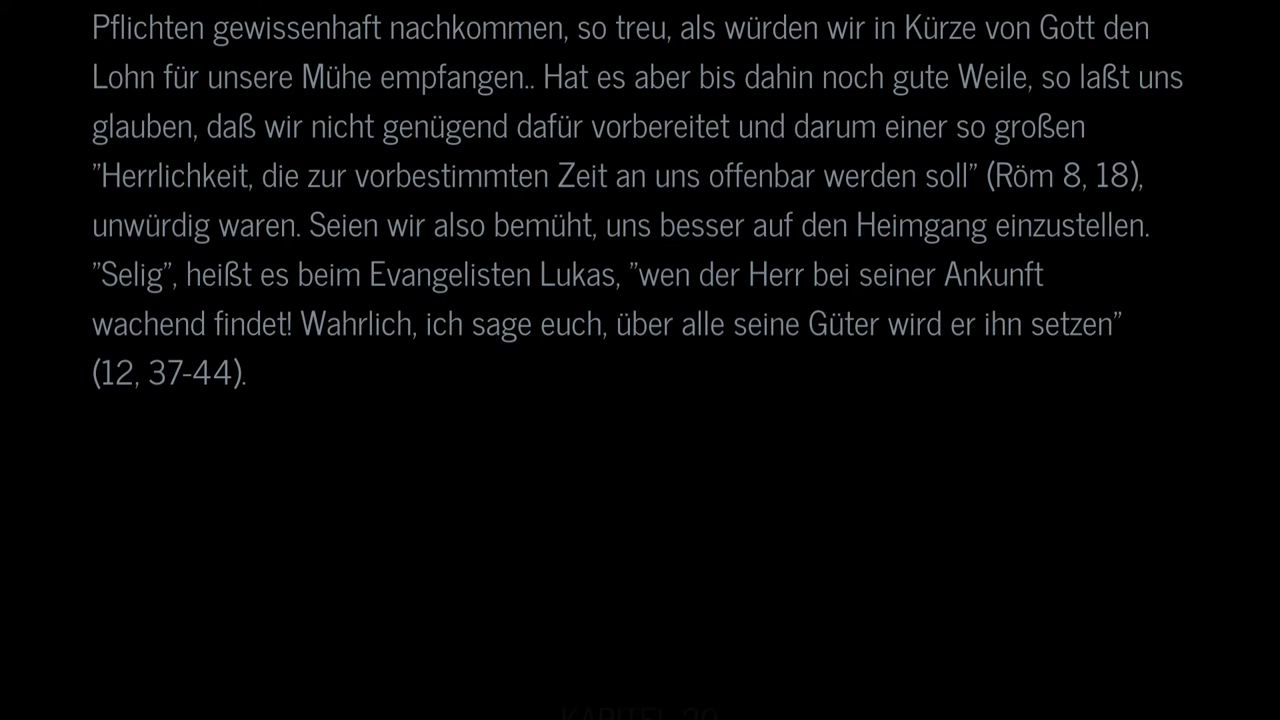 Pflichten gewissenhaft nachkommen, so treu, als würden wir in Kürze von Gott den
Lohn für unsere Mühe empfangen.. Hat es aber bis dahin noch gute Weile, so laßt uns
glauben, daß wir nicht genügend dafür vorbereitet und darum einer so großen
”Herrlichkeit, die zur vorbestimmten Zeit an uns offenbar werden soll” (Röm 8, 18),
unwürdig waren. Seien wir also bemüht, uns besser auf den Heimgang einzustellen.
”Selig”, heißt es beim Evangelisten Lukas, ”wen der Herr bei seiner Ankunft
wachend findet! Wahrlich, ich sage euch, über alle seine Güter wird er ihn setzen”
(12, 37-44).
KAPITEL 20